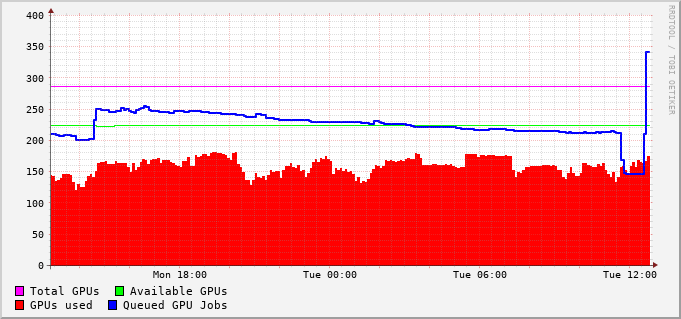 400
350
300
250
200
150
100
50
0
Mon 18:00 Tue 00:00 Tue 06:00 Tue 12:00
Total GPUs Available GPUs
GPUs used Queued GPU Jobs
RRDTOOL / TOBI OETIKER